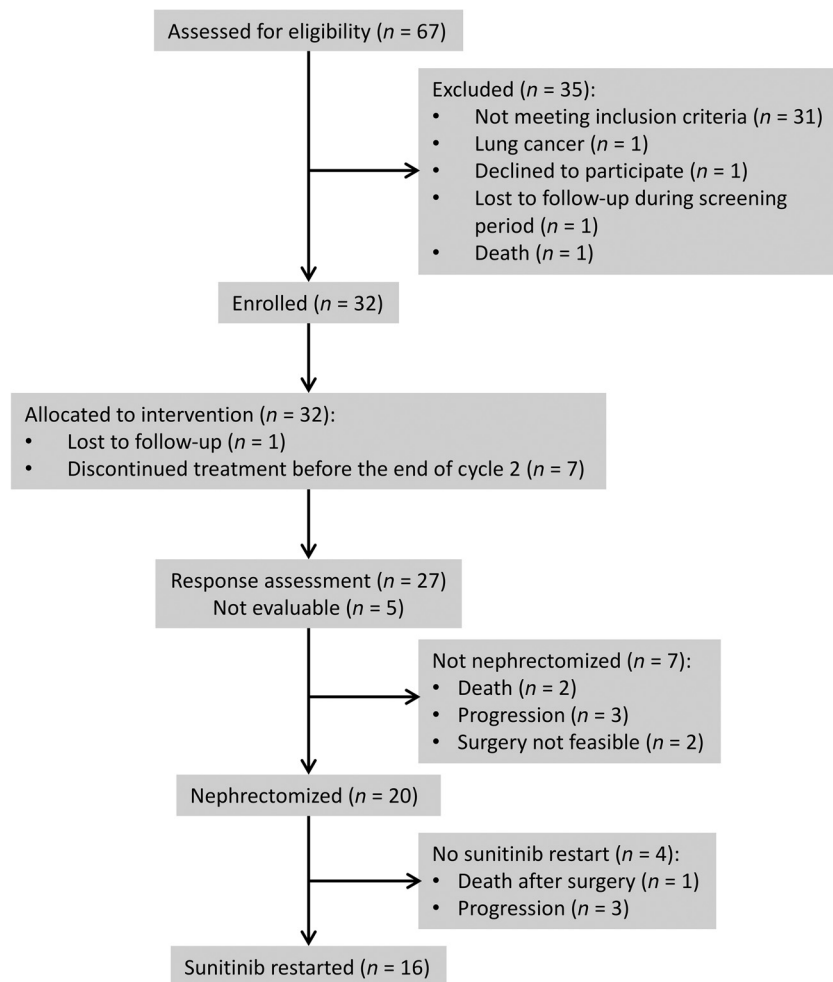 Assessed for eligibility (n = 67)
Excluded (n = 35):
• Not meeting inclusion criteria (n = 31)
• Lung cancer (n = 1)
• Declined to participate (n = 1)
• Lost to follow-up during screening
period (n = 1)
• Death (n = 1)
Enrolled (n = 32)
Allocated to intervention (n = 32):
• Lost to follow-up (n = 1)
• Discontinued treatment before the end of cycle 2 (n = 7)
Response assessment (n = 27)
Not evaluable (n = 5)
Not nephrectomized (n = 7):
• Death (n = 2)
• Progression (n = 3)
• Surgery not feasible (n = 2)
Nephrectomized (n = 20)
No sunitinib restart (n = 4):
• Death after surgery (n = 1)
• Progression (n = 3)
Sunitinib restarted (n = 16)